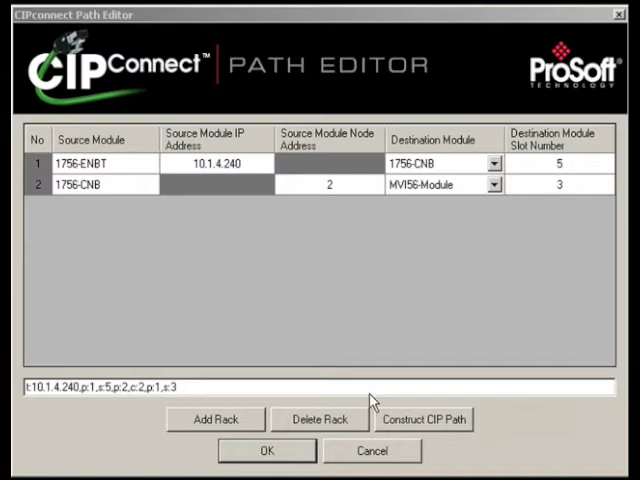 CIPconnect Path Editor
CIPConnect™ PATH EDITOR
ProSoft
TECHNOLOGY
No Source Module Source Module IP Address Source Module Node Address Destination Module Destination Module Slot Number
1 1756-ENBT 10.1.4.240 1756-CNB 5
2 1756-CNB 2 MVI56-Module 3
t:10.1.4.240,p:1,s:5,p:2,c:2,p:1,s:3
Add Rack Delete Rack Construct CIP Path
OK Cancel